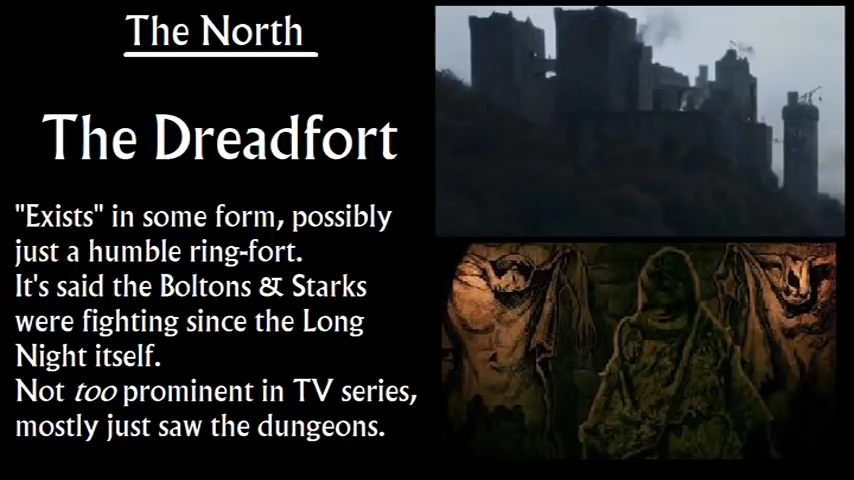 The North
The Dreadfort
"Exists" in some form, possibly
just a humble ring-fort.
It's said the Boltons & Starks
were fighting since the Long
Night itself.
Not too prominent in TV series,
mostly just saw the dungeons.